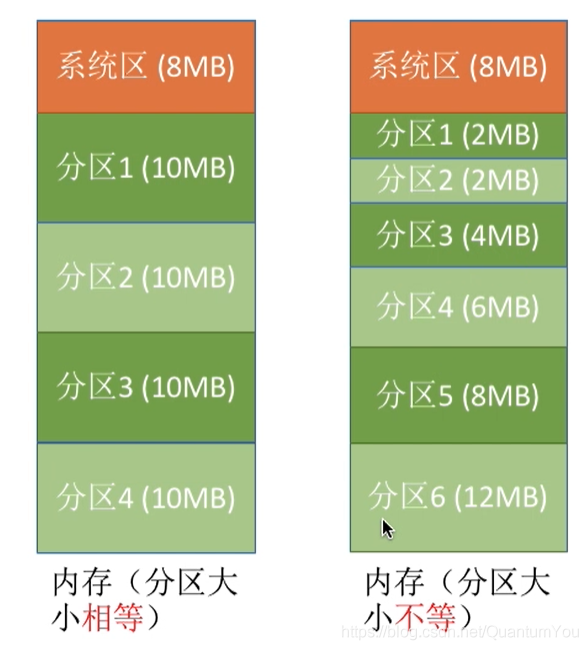 系统区 (8MB)
分区1 (10MB)
分区2 (10MB)
分区3 (10MB)
分区4 (10MB)
内存（分区大
小相等）
系统区 (8MB)
分区1 (2MB)
分区2 (2MB)
分区3 (4MB)
分区4 (6MB)
分区5 (8MB)
分区6 (12MB)
内存（分区大
小不等）
https://blog.csdn.net/QuantumYou